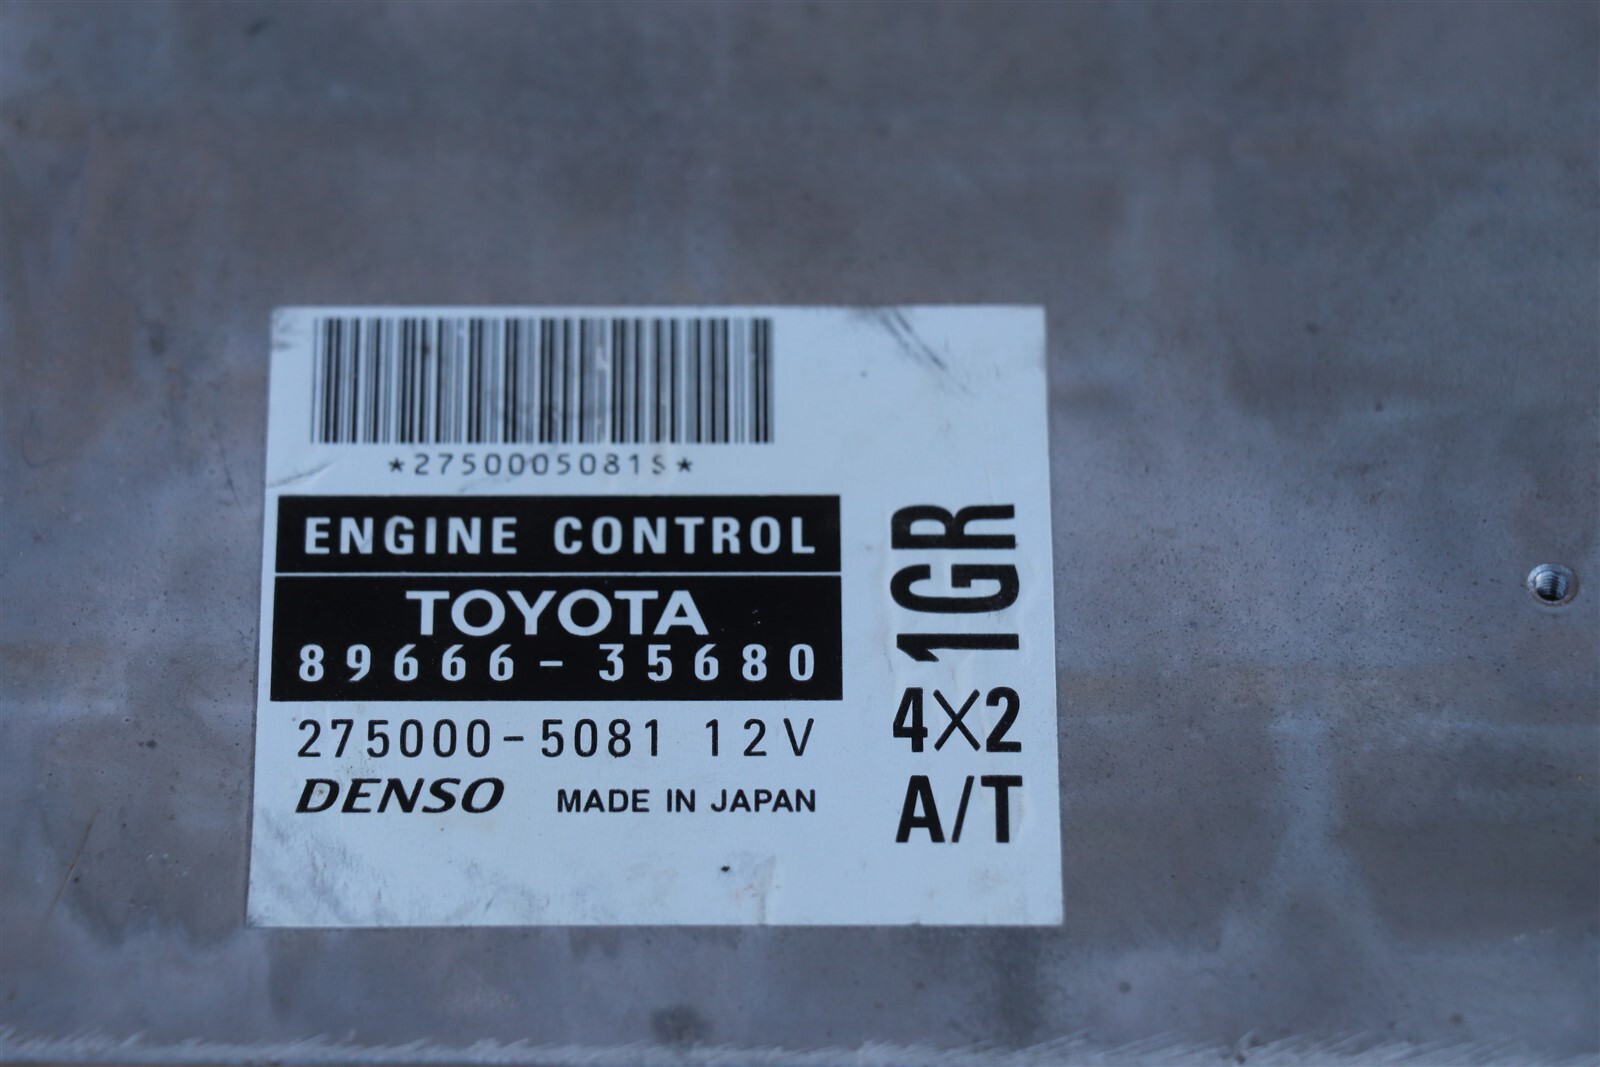 *2750005081S*
ENGINE CONTROL
TOYOTA
89666-35680
275000-5081 12V
DENSO MADE IN JAPAN
1GR
4X2
A/T